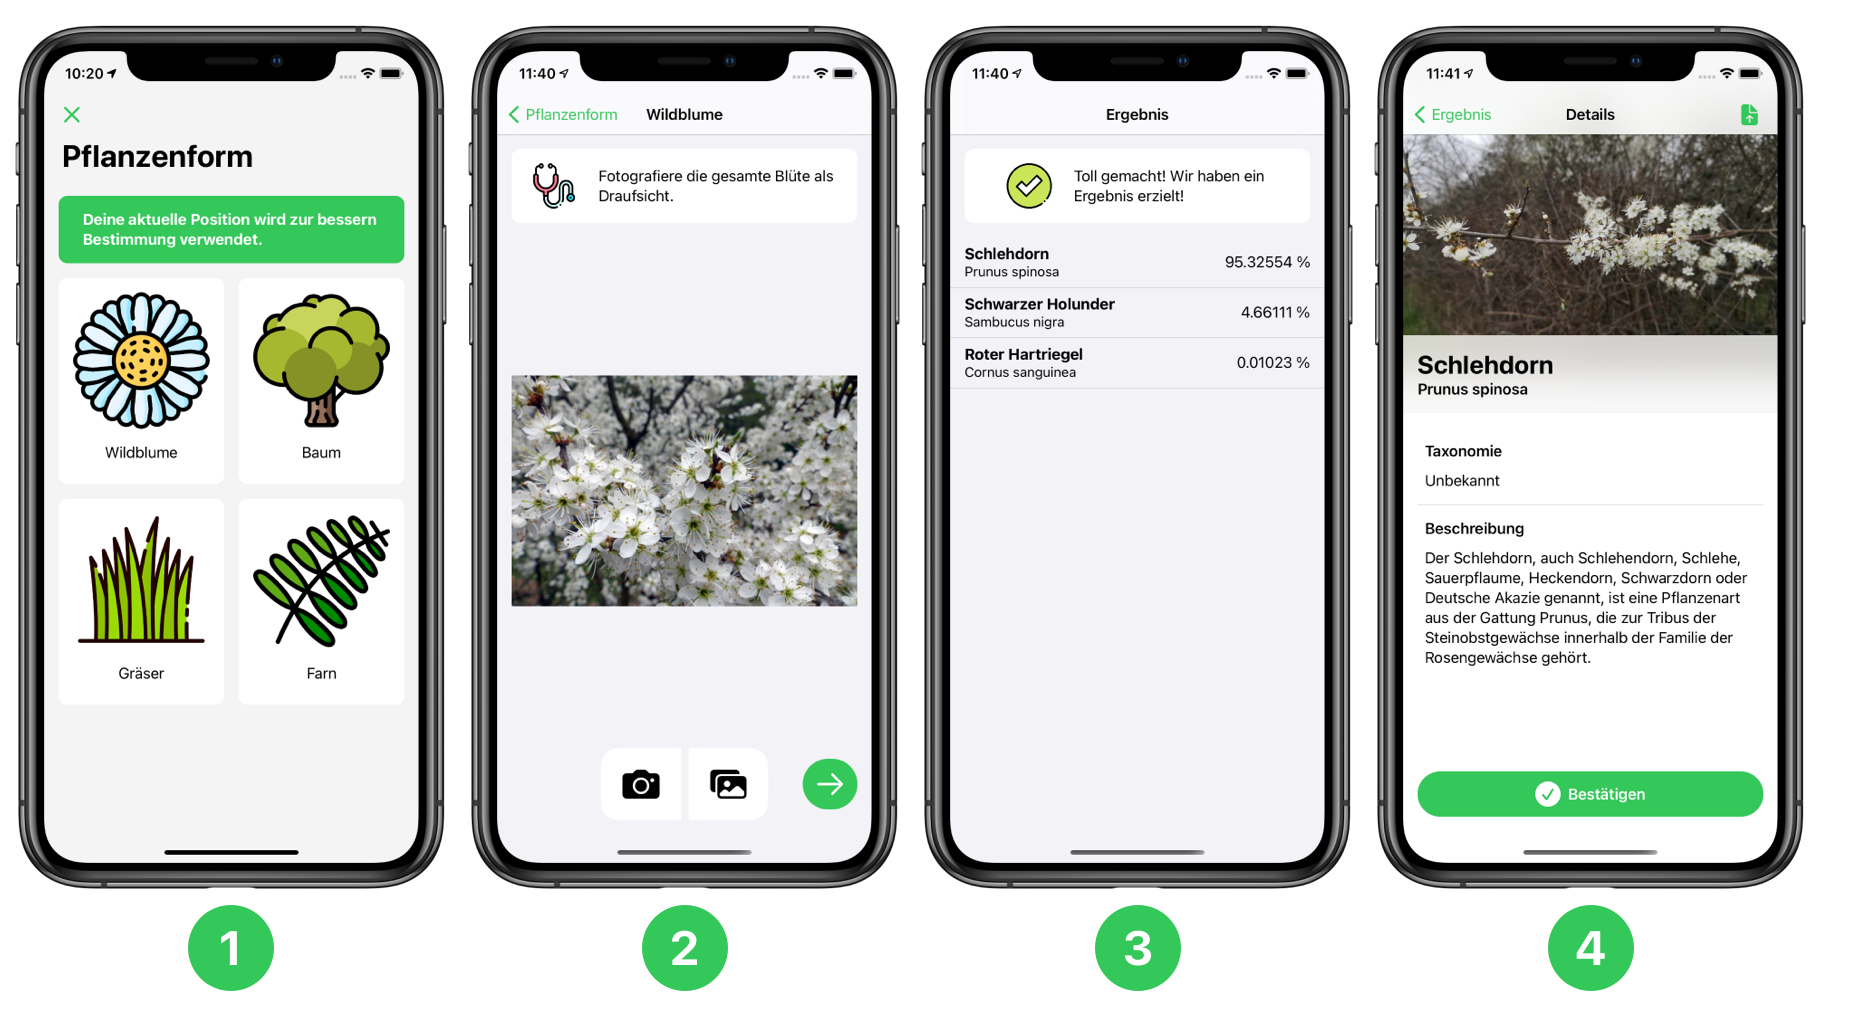 10:20
Pflanzenform
Deine aktuelle Position wird zur bessern
Bestimmung verwendet.
Wildblume
Baum
Gräser
Farn
1
11:40
Pflanzenform
Wildblume
Fotografiere die gesamte Blüte als
Draufsicht.
2
11:40
Ergebnis
Toll gemacht! Wir haben ein
Ergebnis erzielt!
Schlehdorn
Prunus spinosa
95.32554 %
Schwarzer Holunder
Sambucus nigra
4.66111 %
Roter Hartriegel
Cornus sanguinea
0.01023 %
3
11:41
Ergebnis
Details
Schlehdorn
Prunus spinosa
Taxonomie
Unbekannt
Beschreibung
Der Schlehdorn, auch Schlehendorn, Schlehe,
Sauerpflaume, Heckendorn, Schwarzdorn oder
Deutsche Akazie genannt, ist eine Pflanzenart
aus der Gattung Prunus, die zur Tribus der
Steinobstgewächse innerhalb der Familie der
Rosengewächse gehört.
Bestätigen
4